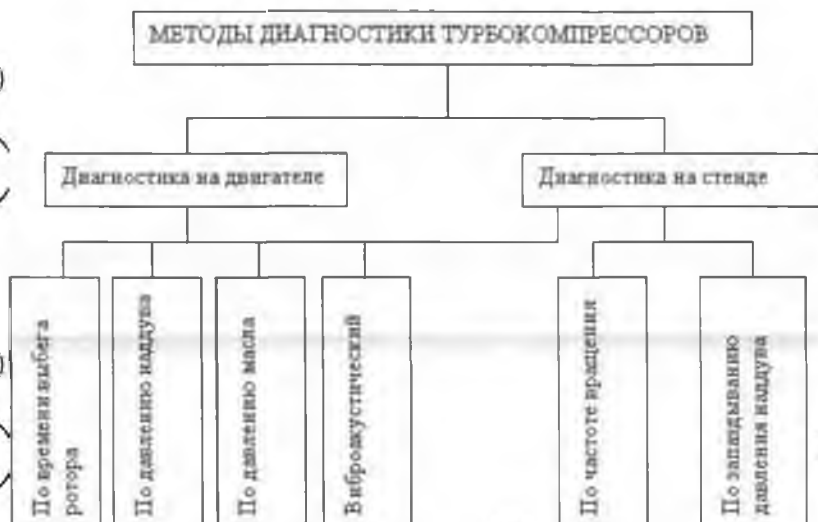 МЕТОДЫ ДИАГНОСТИКИ ТУРБОКОМПРЕССОРОВ
Диагностика на двигателе
Диагностика на стенде
По времени выбега
ротора
По давлению наддува
По давлению масла
Виброакустический
По частоте вращения
По запаздыванию
давления наддува